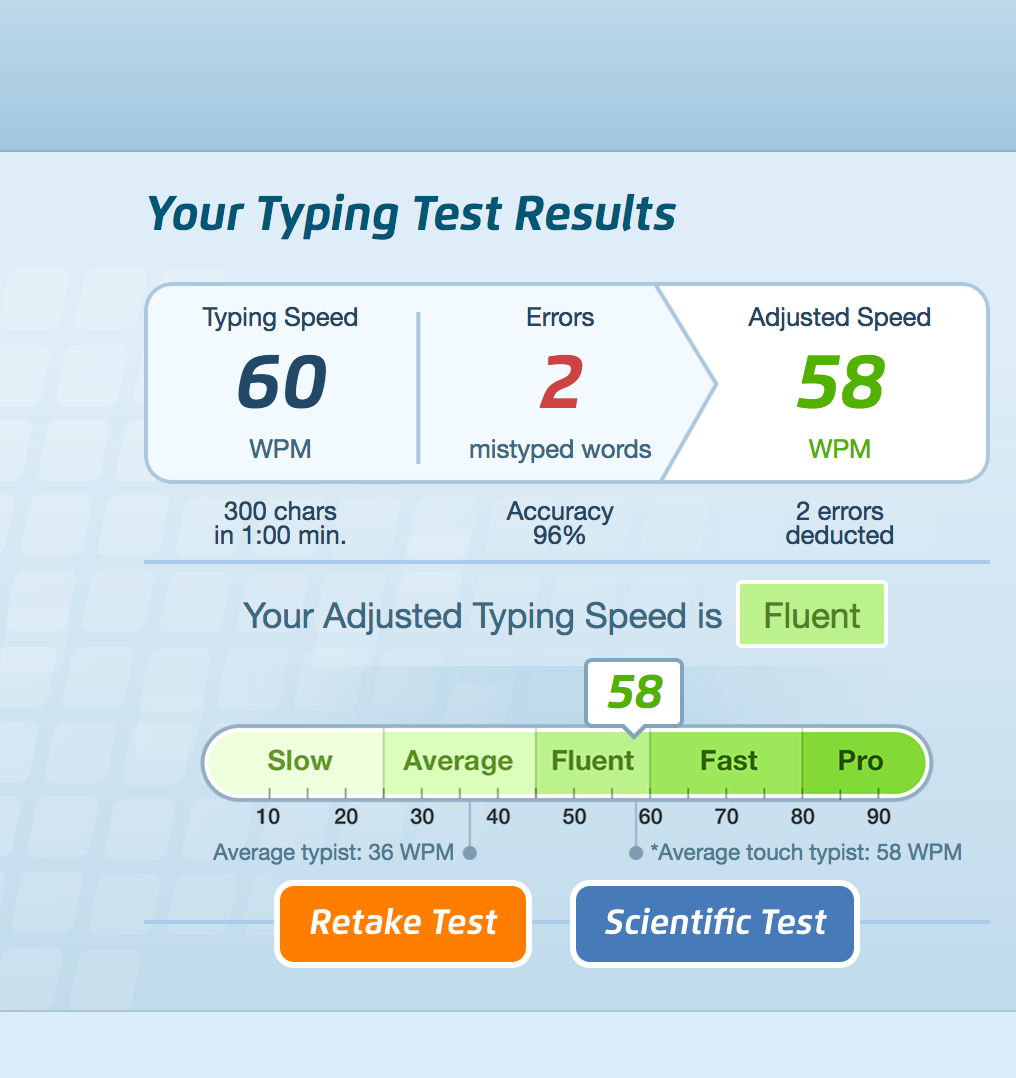 Your Typing Test Results
Typing Speed
Errors
Adjusted Speed
60
2
58
WPM
mistyped words
WPM
300 chars
in 1:00 min.
Accuracy
96%
2 errors
deducted
Your Adjusted Typing Speed is Fluent
58
Slow Average Fluent Fast Pro
10 20 30 40 50 60 70 80 90
Average typist: 36 WPM
*Average touch typist: 58 WPM
Retake Test
Scientific Test